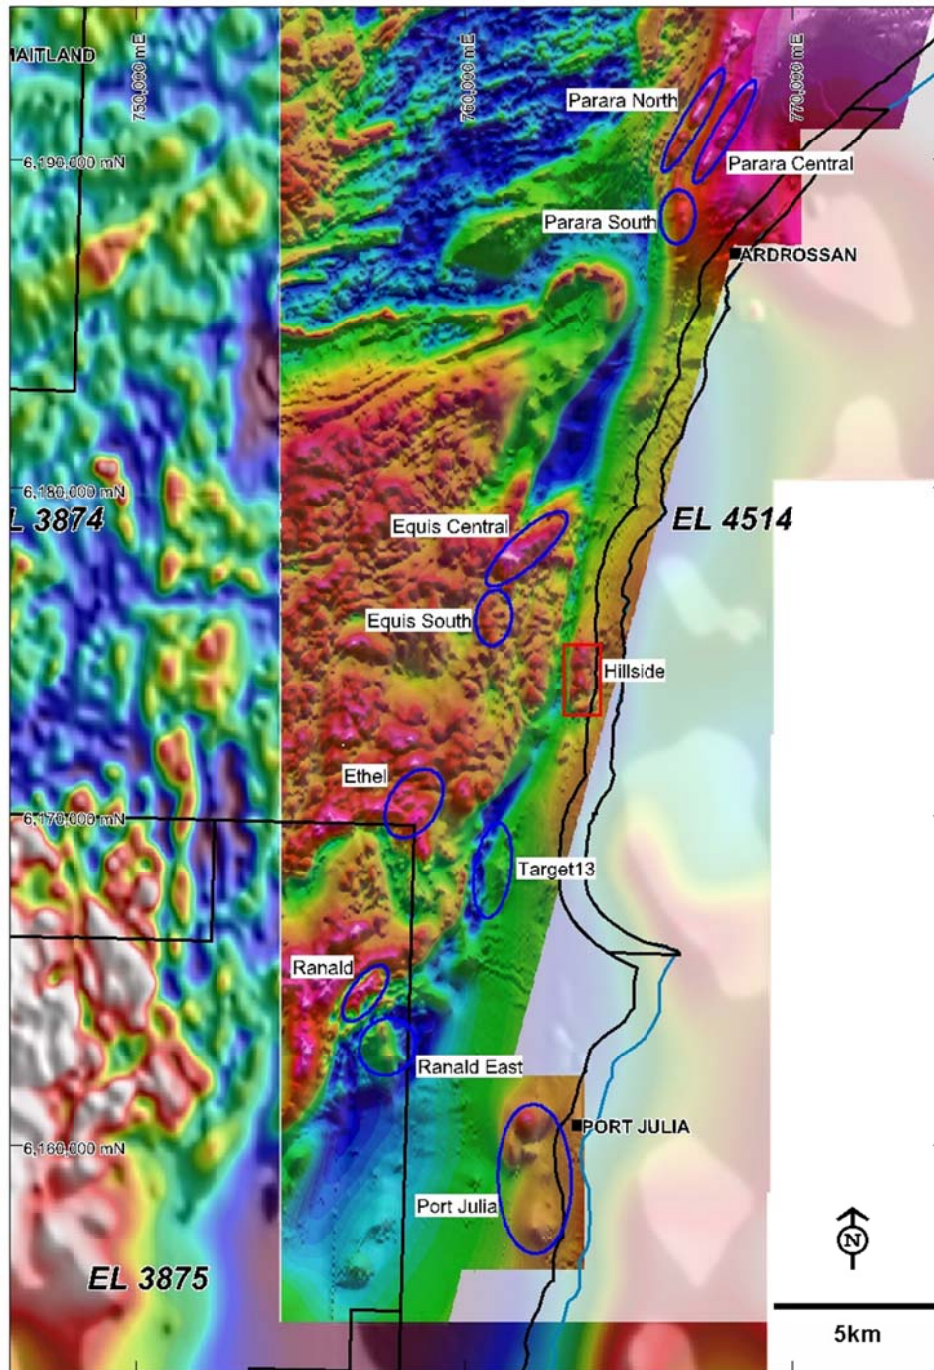 MAITLAND
750,000 mE
760,000 mE
770,000 mE
Parara North
6,190,000 mN
Parara Central
Parara South
ARDROSSAN
6,180,000 mN
EL 3874
EL 4514
Equis Central
Equis South
Hillside
Ethel
6,170,000 mN
Target13
Ranald
Ranald East
PORT JULIA
6,160,000 mN
Port Julia
N
EL 3875
5km